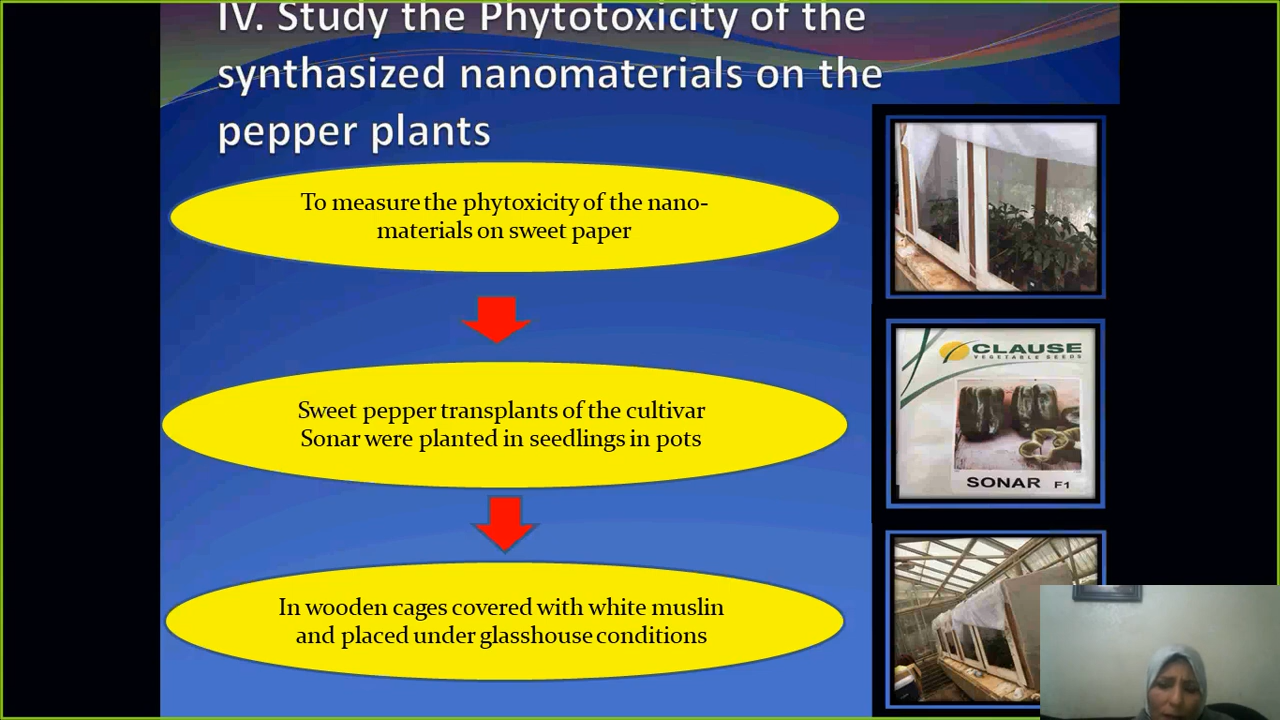 IV. Study the Phytotoxicity of the
synthasized nanomaterials on the
pepper plants
To measure the phytoxicity of the nano-
materials on sweet paper
Sweet pepper transplants of the cultivar
Sonar were planted in seedlings in pots
In wooden cages covered with white muslin
and placed under glasshouse conditions
CLAUSE
VEGETABLE SEEDS
SONAR F1